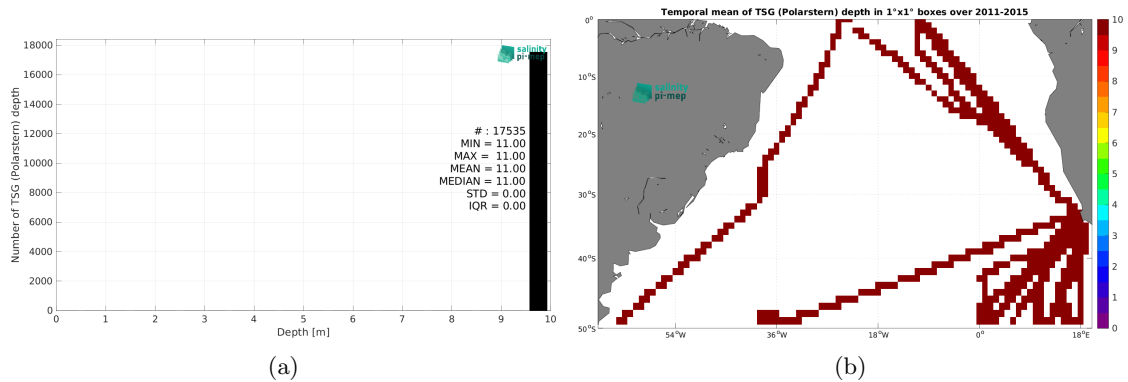 Temporal mean of TSG (Polarstern) depth in 1°x1° boxes over 2011-2015
Number of TSG (Polarstern) depth
18000
16000
14000
12000
10000
8000
6000
4000
2000
0
salinity
pi-mep
# : 17535
MIN = 11.00
MAX = 11.00
MEAN = 11.00
MEDIAN = 11.00
STD = 0.00
IQR = 0.00
0 1 2 3 4 5 6 7 8 9 10
Depth [m]
(a)
0°
10°S
20°S
30°S
40°S
50°S
salinity
pi-mep
54°W 36°W 18°W 0° 18°E
10
9
8
7
6
5
4
3
2
1
0
(b)